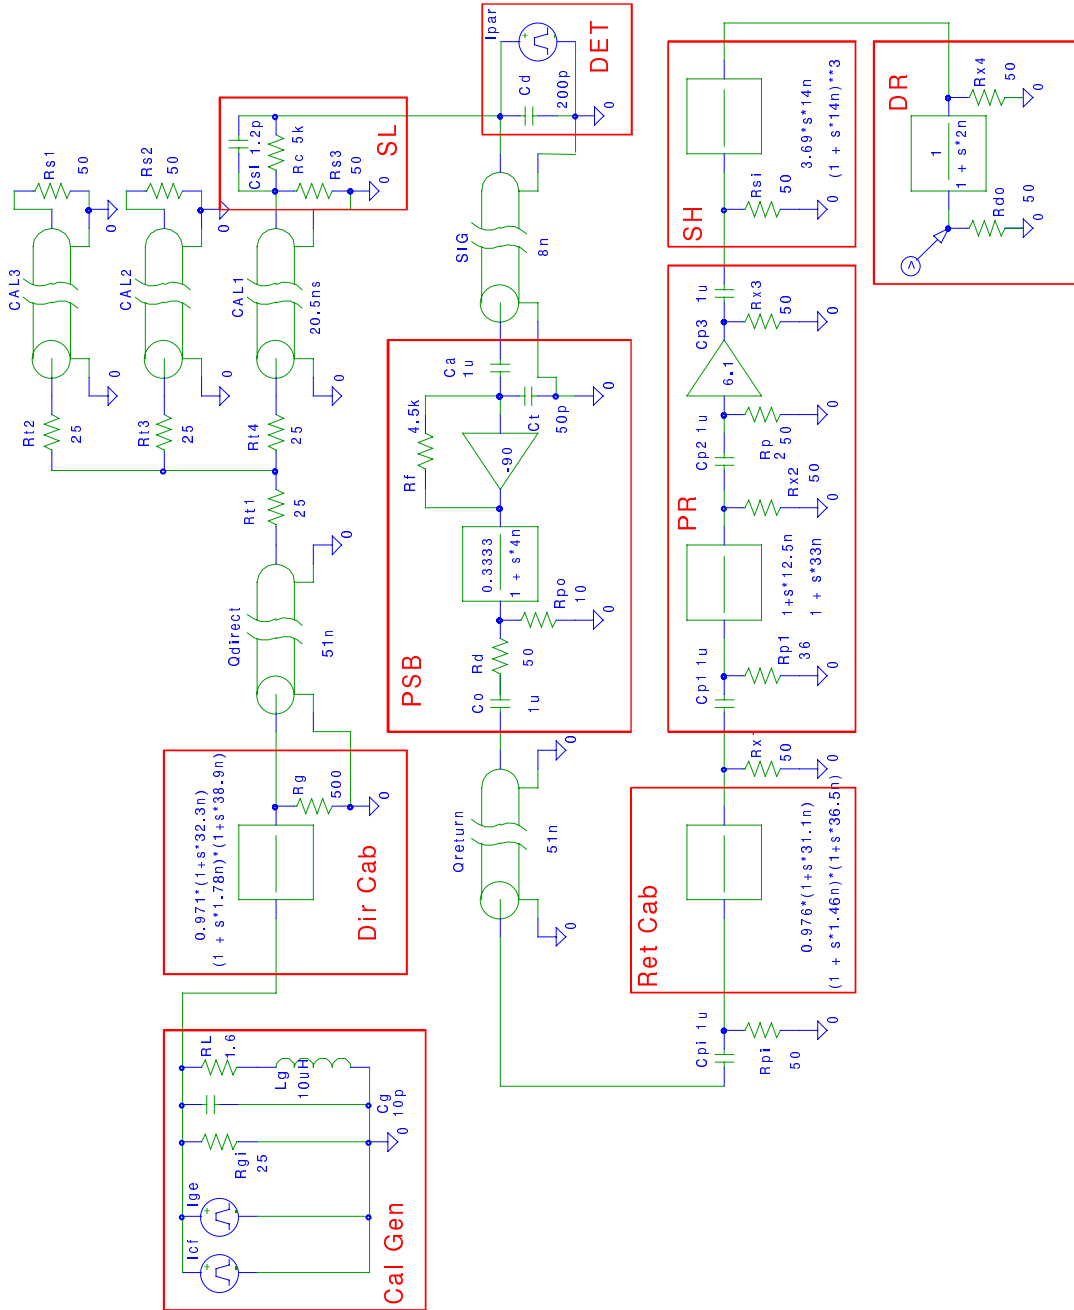 Ipar
DET
Cd
200p
0
Rs1
50
Rs2
50
Csl 1.2p
Rc 5k
Rs3
50
SL
0
0
0
CAL3
CAL2
CAL1
20.5ns
SIG
8n
0
0
0
Rt2
25
Rt3
25
Rt4
25
Rt1
25
0
Qdirect
51n
Ca
1u
4.5k
Rf
Ct
50p
0
-90
0.3333
1 + s*4n
Rpo
10
0
Rd
50
Co
1u
PSB
0.971*(1+s*32.3n)
(1 + s*1.78n)*(1+s*38.9n)
Rg
500
0
Dir Cab
Qreturn
51n
0
0
RL
1.6
Lg
10uH
Cg
10p
0
Rgi
25
Ige
Icf
Cal Gen
3.69*s*14n
(1 + s*14n)**3
Rsi
50
0
SH
DR
Rx4
50
0
1
1 + s*2n
Rdo
50
0
V
Cp3 1u
Rx3
50
0
6.1
Cp2 1u
Rp
2 50
0
Rx2
50
0
PR
1+s*12.5n
1 + s*33n
Cp1 1u
Rp1
36
0
Rx
50
0
Ret Cab
0.976*(1+s*31.1n)
(1 + s*1.46n)*(1+s*36.5n)
Cpi 1u
Rpi
50
0